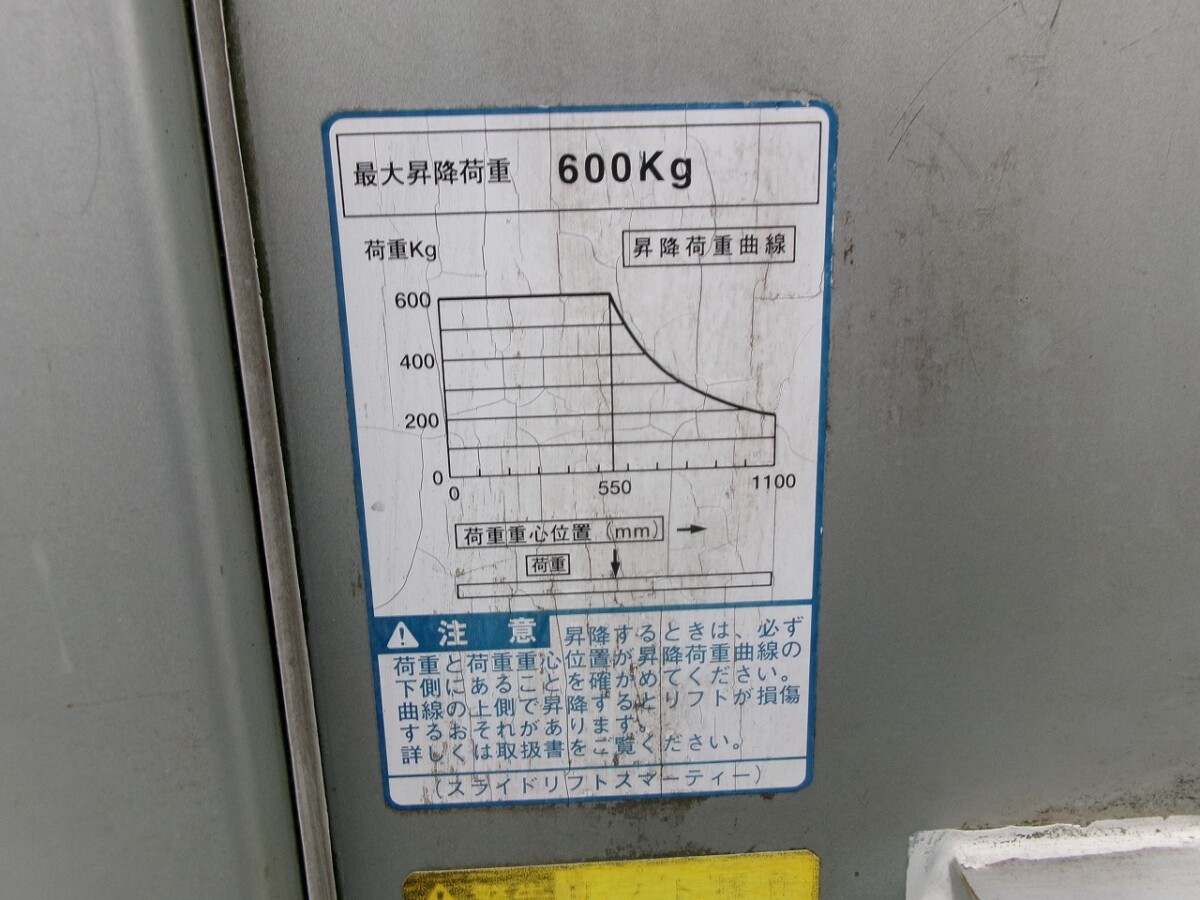 最大昇降荷重 600Kg
荷重Kg
昇降荷重曲線
600
400
200
0
0 550 1100
荷重重心位置(mm) →
荷重
注意 昇降するときは、必ず
荷重と荷重重心位置が昇降荷重曲線の
下側にあることを確かめてください。
曲線の上側で昇降するとリフトが損傷
するおそれがあります。
詳しくは取扱書をご覧ください。
(スライドリフトスマーティー)